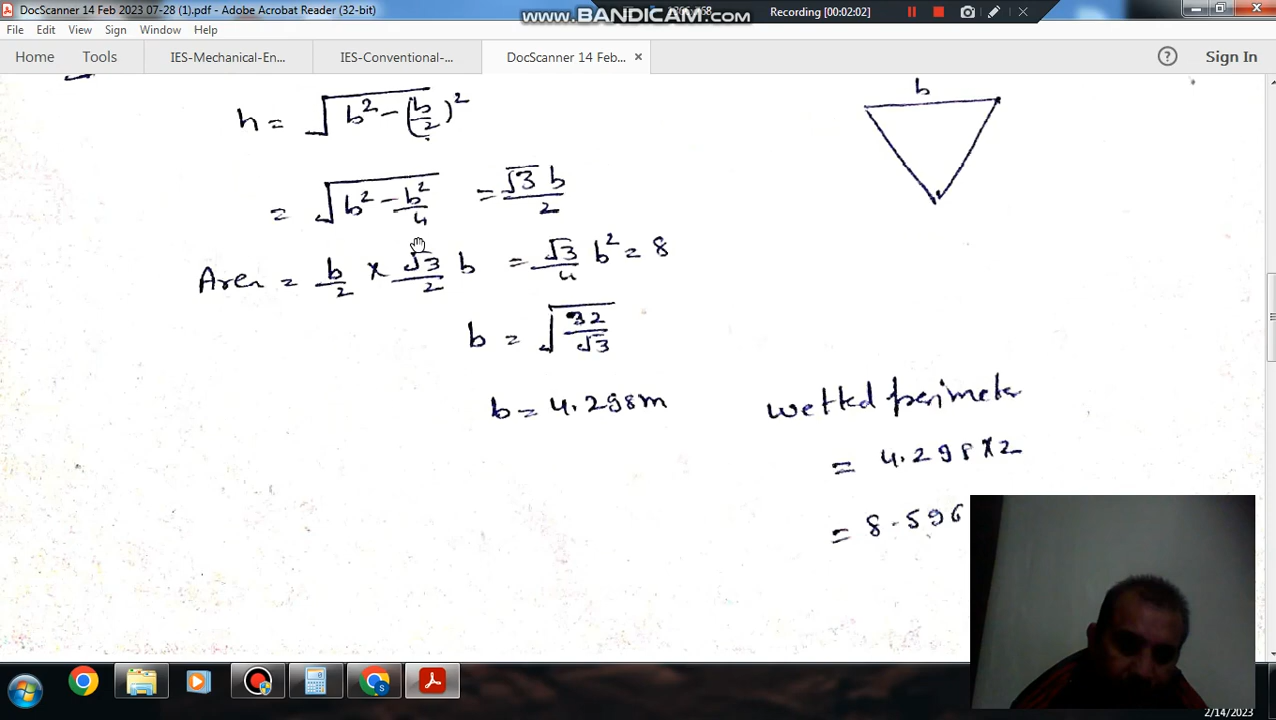 DocScanner 14 Feb 2023 07-28 (1).pdf - Adobe Acrobat Reader (32-bit)
www.BANDICAM.com
Recording [00:02:02]
File Edit View Sign Window Help
Home Tools IES-Mechanical-En... IES-Conventional-... DocScanner 14 Feb... × ? Sign In
h = √(b² - (b/2)²)
b
= √(b² - b²/4) = √3 b/2
Area = b/2 × √3/2 b = √3/4 b² = 8
b = √(32/√3)
b = 4.298m
wetted perimeter
= 4.298×2
= 8.596
2/14/2023